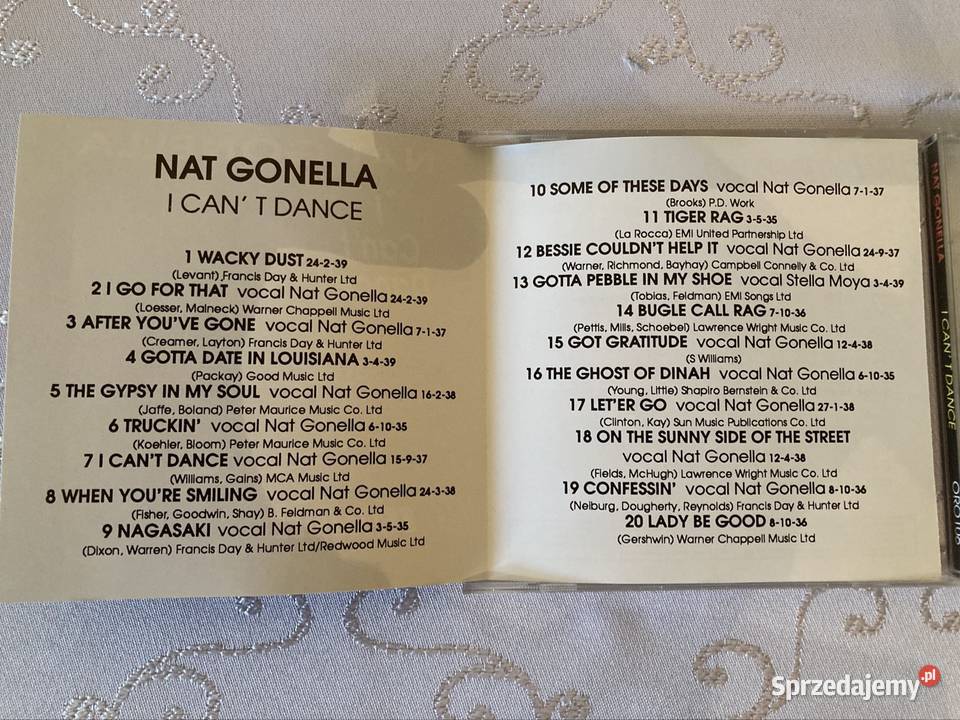 NAT GONELLA
I CAN' T DANCE
1 WACKY DUST 24-2-39
(Levant) Francis Day & Hunter Ltd
2 I GO FOR THAT vocal Nat Gonella 24-2-39
(Loesser, Malneck) Warner Chappell Music Ltd
3 AFTER YOU'VE GONE vocal Nat Gonella 7-1-37
(Creamer, Layton) Francis Day & Hunter Ltd
4 GOTTA DATE IN LOUISIANA 3-4-39
(Packay) Good Music Ltd
5 THE GYPSY IN MY SOUL vocal Nat Gonella 16-2-38
(Jaffe, Boland) Peter Maurice Music Co. Ltd
6 TRUCKIN' vocal Nat Gonella 6-10-35
(Koehler, Bloom) Peter Maurice Music Co. Ltd
7 I CAN'T DANCE vocal Nat Gonella 15-9-37
(Williams, Gains) MCA Music Ltd
8 WHEN YOU'RE SMILING vocal Nat Gonella 24-3-38
(Fisher, Goodwin, Shay) B. Feldman & Co. Ltd
9 NAGASAKI vocal Nat Gonella 3-5-35
(Dixon, Warren) Francis Day & Hunter Ltd/Redwood Music Ltd
10 SOME OF THESE DAYS vocal Nat Gonella 7-1-37
(Brooks) P.D. Work
11 TIGER RAG 3-5-35
(La Rocca) EMI United Partnership Ltd
12 BESSIE COULDN'T HELP IT vocal Nat Gonella 24-9-37
(Warner, Richmond, Bayhay) Campbell Connelly & Co. Ltd
13 GOTTA PEBBLE IN MY SHOE vocal Stella Moya 3-4-39
(Tobias, Feldman) EMI Songs Ltd
14 BUGLE CALL RAG 7-10-36
(Pettis, Mills, Schoebel) Lawrence Wright Music Co. Ltd
15 GOT GRATITUDE vocal Nat Gonella 12-4-38
(S Williams)
16 THE GHOST OF DINAH vocal Nat Gonella 6-10-35
(Young, Little) Shapiro Bernstein & Co. Ltd
17 LET'ER GO vocal Nat Gonella 27-1-38
(Clinton, Kay) Sun Music Publications Co. Ltd
18 ON THE SUNNY SIDE OF THE STREET
vocal Nat Gonella 12-4-38
(Fields, McHugh) Lawrence Wright Music Co. Ltd
19 CONFESSIN' vocal Nat Gonella 8-10-36
(Neiburg, Dougherty, Reynolds) Francis Day & Hunter Ltd
20 LADY BE GOOD 8-10-36
(Gershwin) Warner Chappell Music Ltd
NAT GONELLA
I CAN' T DANCE
Sprzedajemy.pl